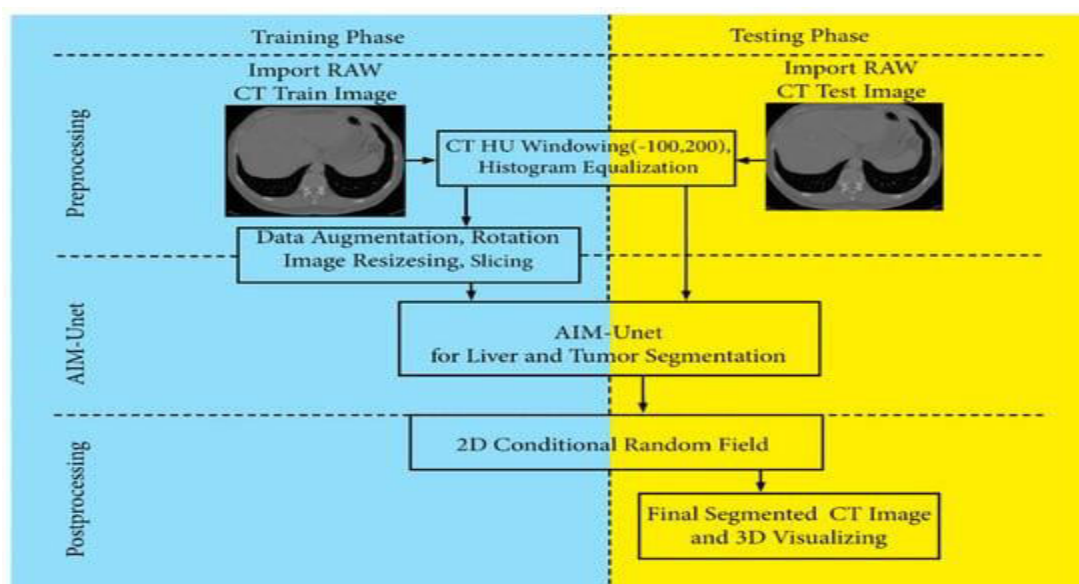 Training Phase
Testing Phase
Preprocessing
Import RAW
CT Train Image
Import RAW
CT Test Image
CT HU Windowing(-100,200),
Histogram Equalization
Data Augmentation, Rotation
Image Resizesing, Slicing
AIM-Unet
AIM-Unet
for Liver and Tumor Segmentation
Postprocessing
2D Conditional Random Field
Final Segmented CT Image
and 3D Visualizing